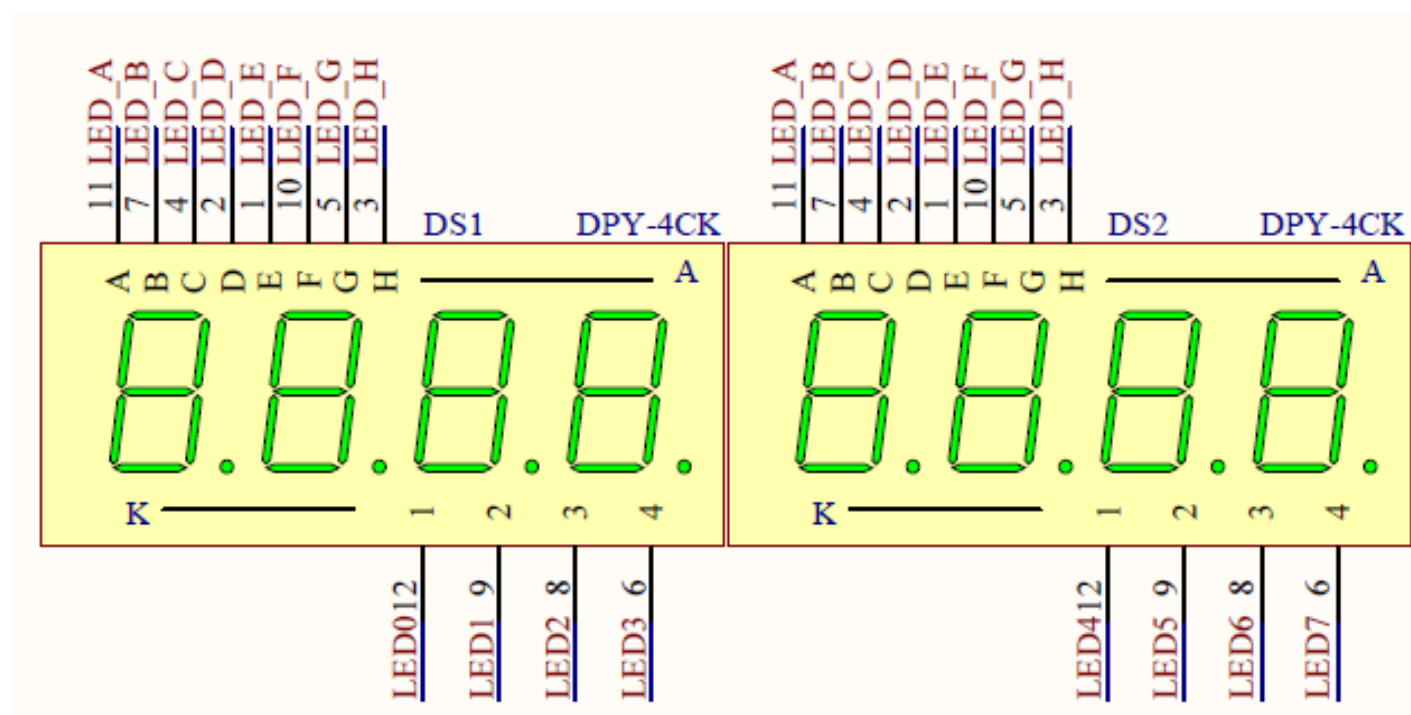 LED_A LED_B LED_C LED_D LED_E LED_F LED_G LED_H
11 7 4 2 1 10 5 3
DS1 DPY-4CK
A B C D E F G H A
K 1 2 3 4
12 9 8 6
LED0 LED1 LED2 LED3
LED_A LED_B LED_C LED_D LED_E LED_F LED_G LED_H
11 7 4 2 1 10 5 3
DS2 DPY-4CK
A B C D E F G H A
K 1 2 3 4
12 9 8 6
LED4 LED5 LED6 LED7